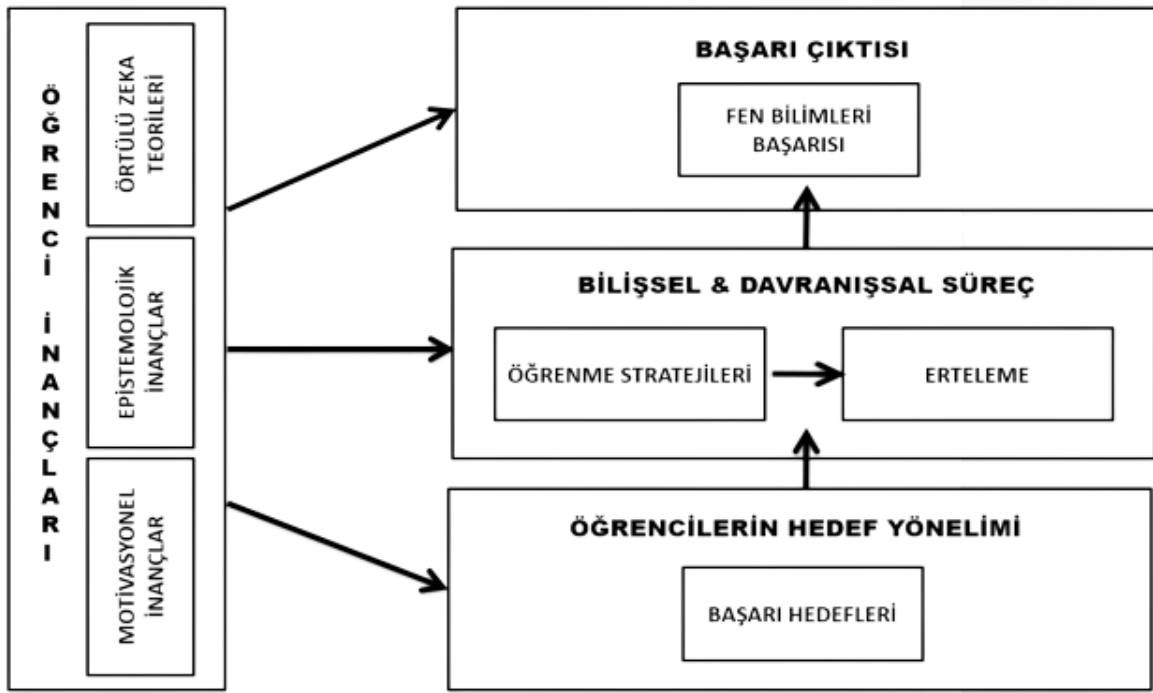 ÖĞRENCİ İNANÇLARI
ÖRTÜLÜ ZEKA
TEORİLERİ
EPİSTEMOLOJİK
İNANÇLAR
MOTİVASYONEL
İNANÇLAR
BAŞARI ÇIKTISI
FEN BİLİMLERİ
BAŞARISI
BİLİŞSEL & DAVRANIŞSAL SÜREÇ
ÖĞRENME STRATEJİLERİ
ERTELEME
ÖĞRENCİLERİN HEDEF YÖNELİMİ
BAŞARI HEDEFLERİ